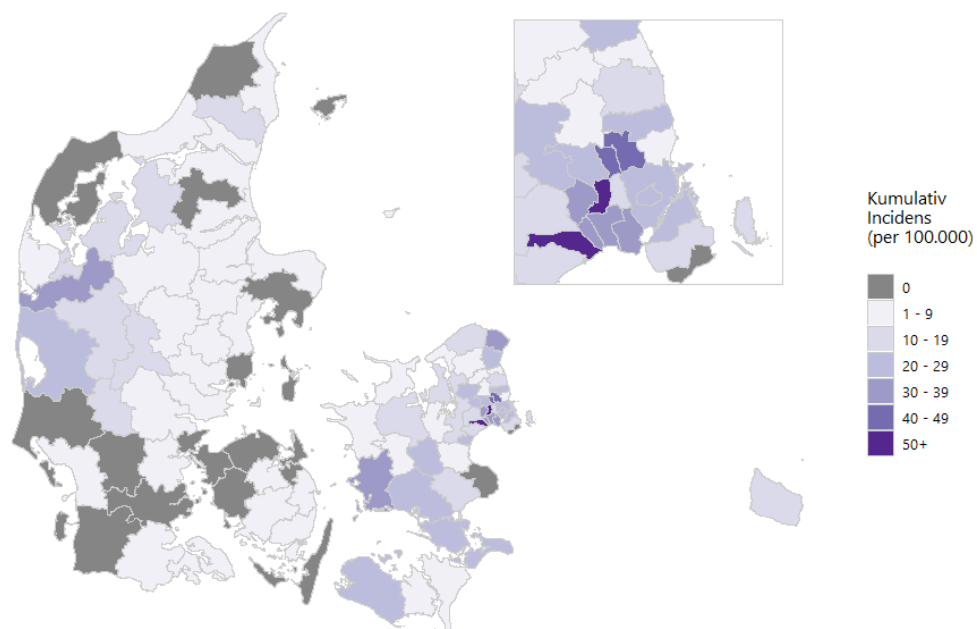 Kumulativ
Incidens
(per 100.000)
0
1 - 9
10 - 19
20 - 29
30 - 39
40 - 49
50+